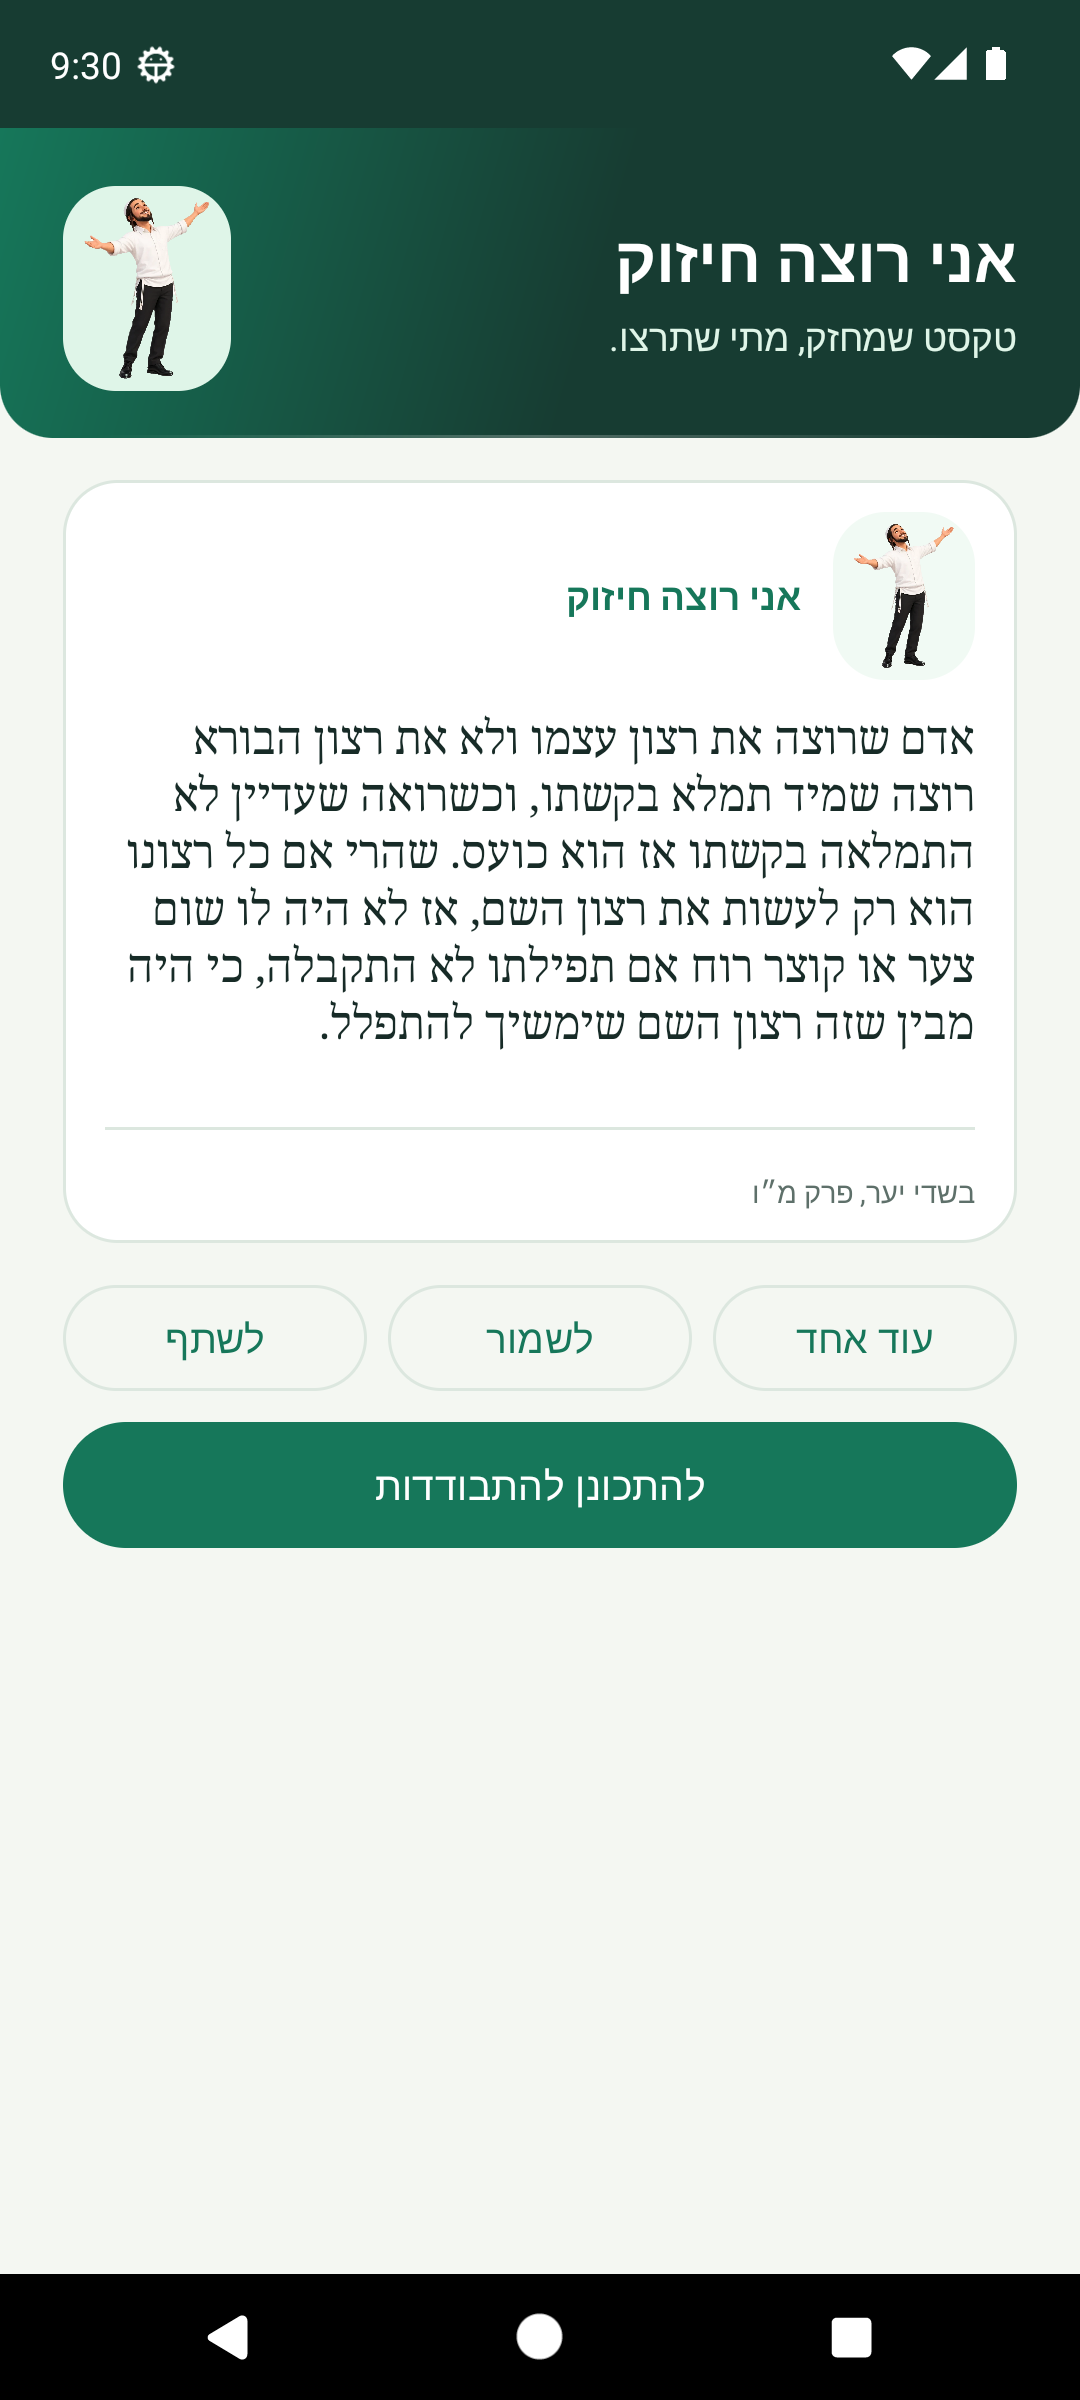 9:30
אני רוצה חיזוק
טקסט שמחזק, מתי שתרצו.
אני רוצה חיזוק
אדם שרוצה את רצון עצמו ולא את רצון הבורא
רוצה שמיד תמלא בקשתו, וכשרואה שעדיין לא
התמלאה בקשתו אז הוא כועס. שהרי אם כל רצונו
הוא רק לעשות את רצון השם, אז לא היה לו שום
צער או קוצר רוח אם תפילתו לא התקבלה, כי היה
מבין שזה רצון השם שימשיך להתפלל.
בשדי יער, פרק מ״ו
עוד אחד
לשמור
לשתף
להתכונן להתבודדות